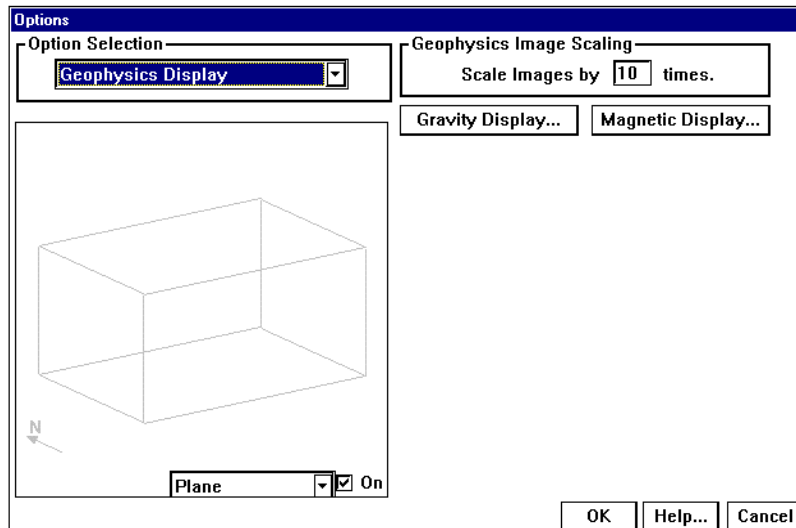 Options
Option Selection
Geophysics Display
Geophysics Image Scaling
Scale Images by 10 times.
Gravity Display... Magnetic Display...
N
Plane On
OK Help... Cancel